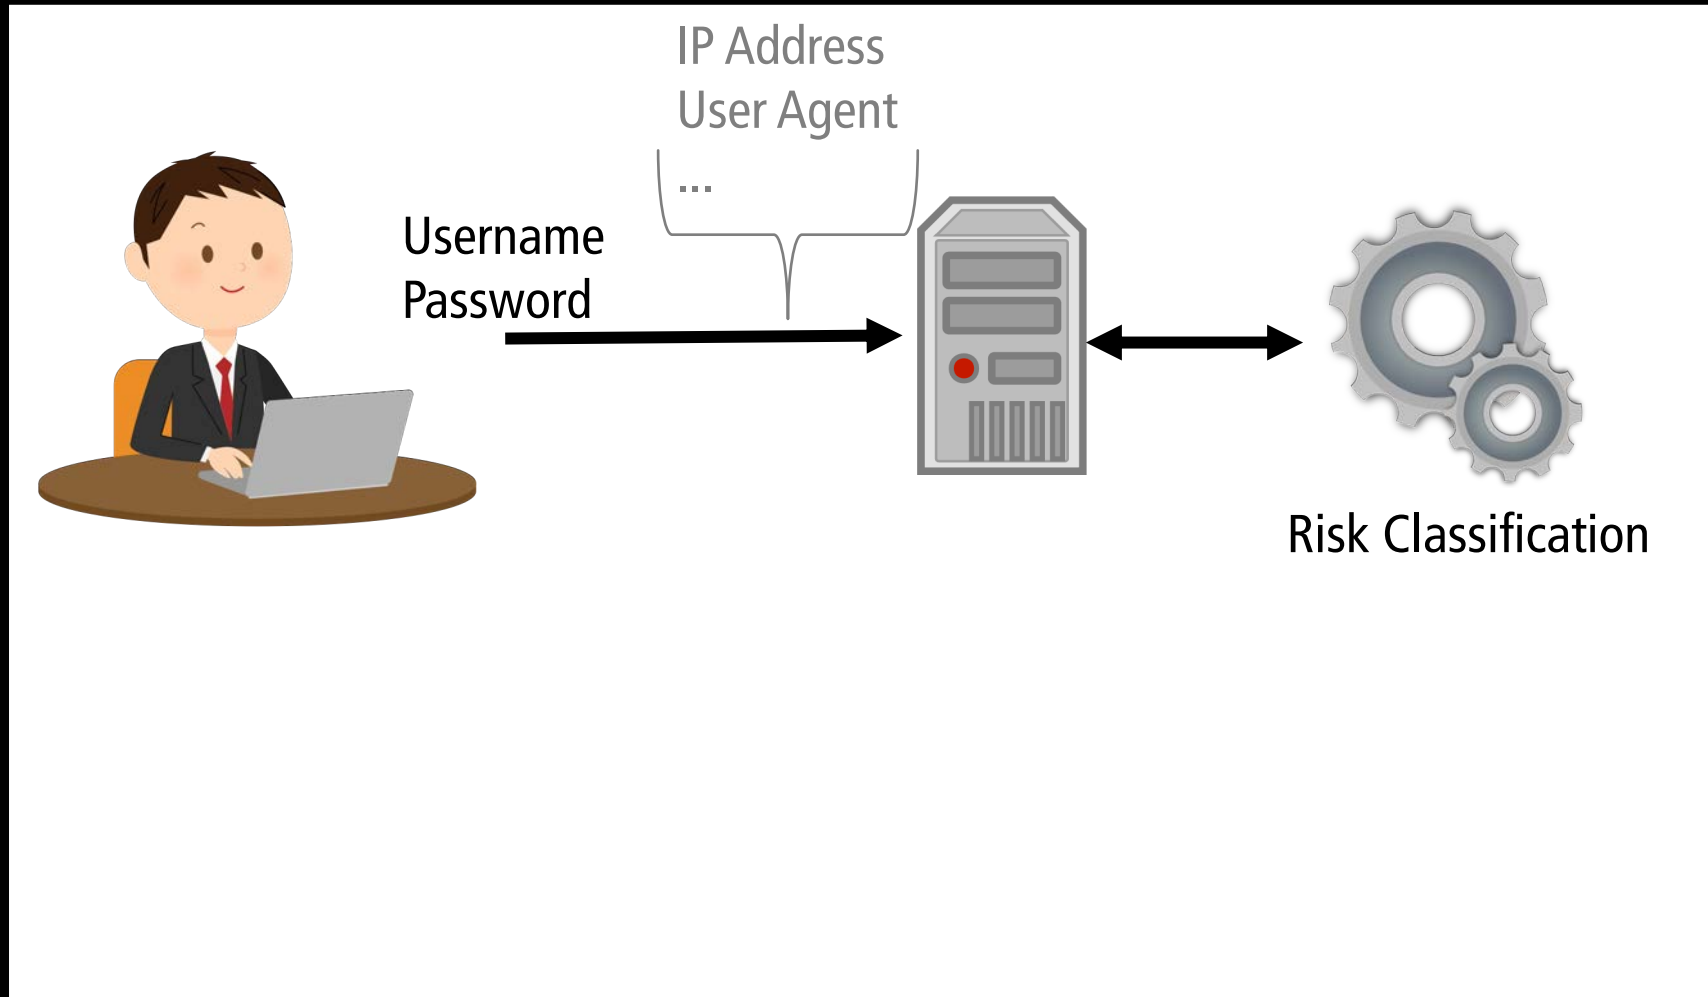 IP Address
User Agent
...
Username
Password
Risk Classification